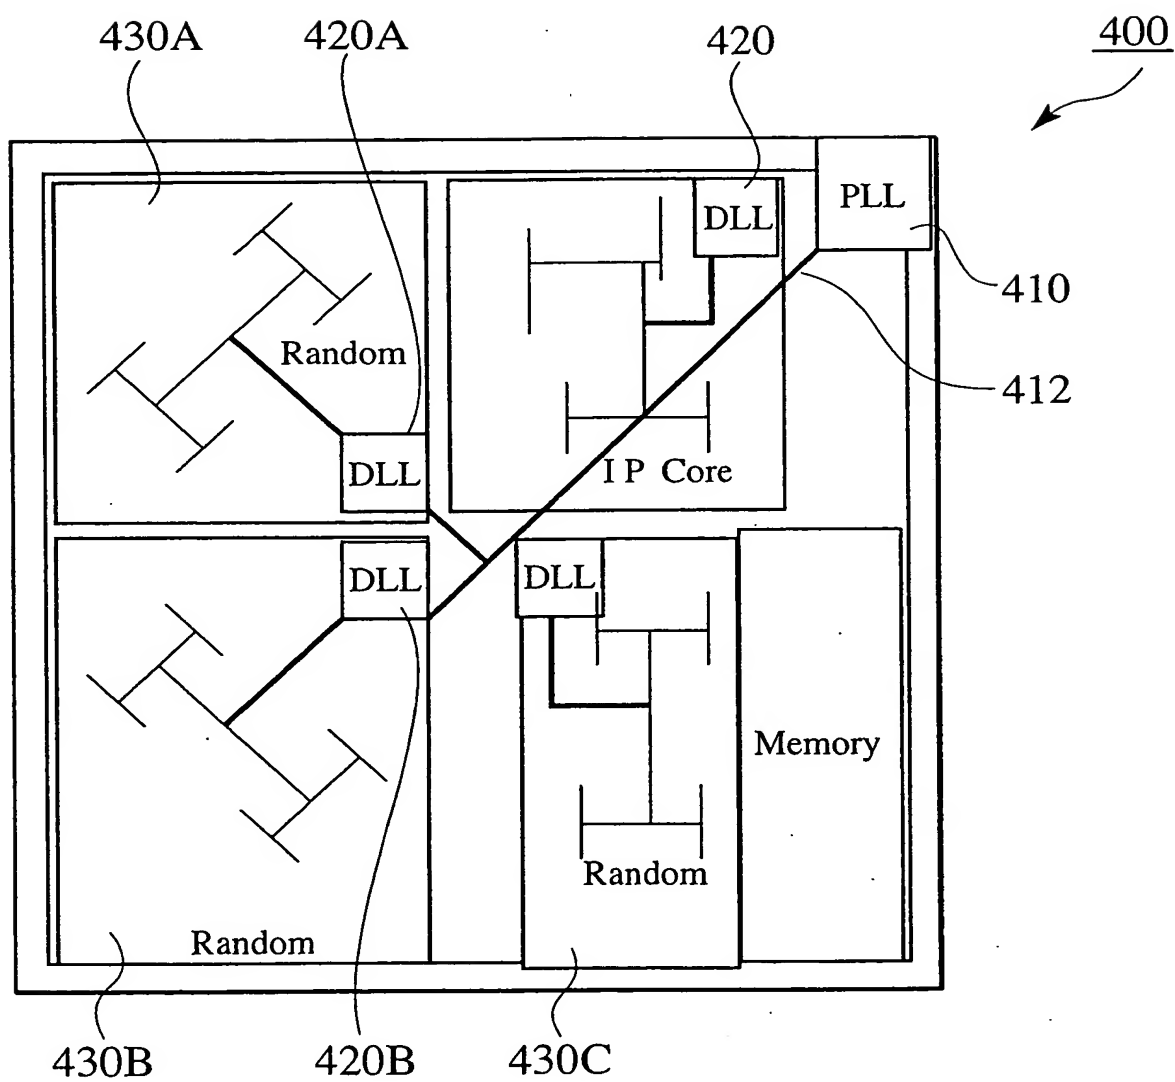 430A
420A
420
400
PLL
DLL
410
Random
412
DLL
I P Core
DLL
DLL
Memory
Random
Random
430B
420B
430C